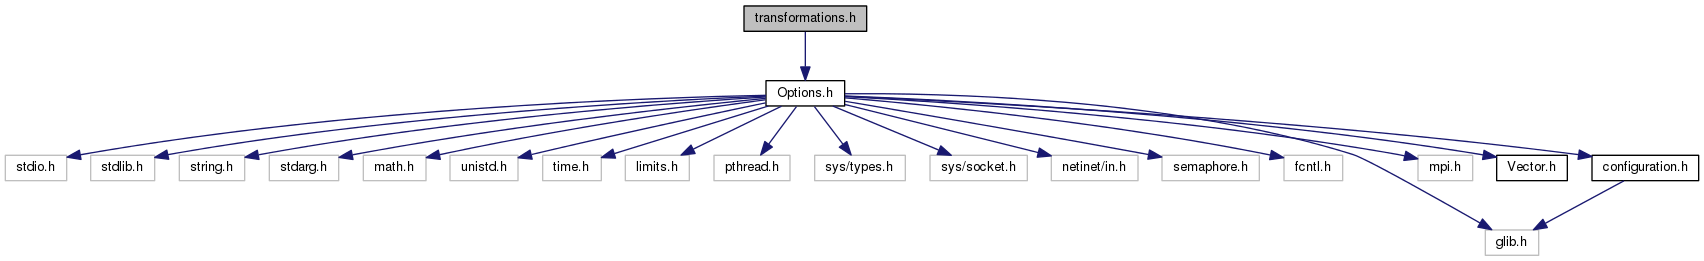 transformations.h
Options.h
stdio.h
stdlib.h
string.h
stdarg.h
math.h
unistd.h
time.h
limits.h
pthread.h
sys/types.h
sys/socket.h
netinet/in.h
semaphore.h
fcntl.h
mpi.h
Vector.h
configuration.h
glib.h